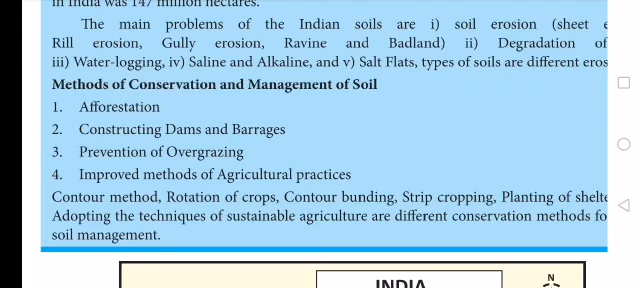 in India was 147 million hectares.
The main problems of the Indian soils are i) soil erosion (sheet
Rill erosion, Gully erosion, Ravine and Badland) ii) Degradation of
iii) Water-logging, iv) Saline and Alkaline, and v) Salt Flats, types of soils are different eros
Methods of Conservation and Management of Soil
1. Afforestation
2. Constructing Dams and Barrages
3. Prevention of Overgrazing
4. Improved methods of Agricultural practices
Contour method, Rotation of crops, Contour bunding, Strip cropping, Planting of shelte
Adopting the techniques of sustainable agriculture are different conservation methods fo
soil management.
INDIA
N